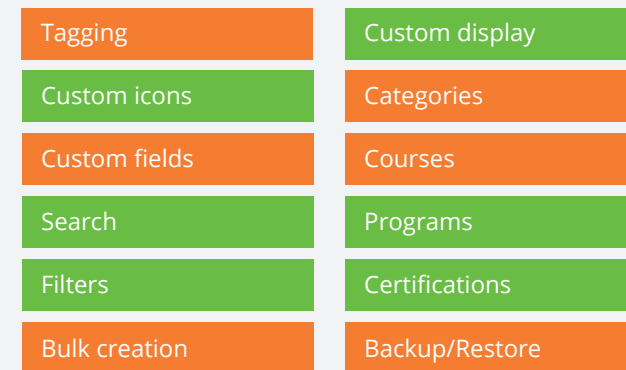 Tagging
Custom display
Custom icons
Categories
Custom fields
Courses
Search
Programs
Filters
Certifications
Bulk creation
Backup/Restore